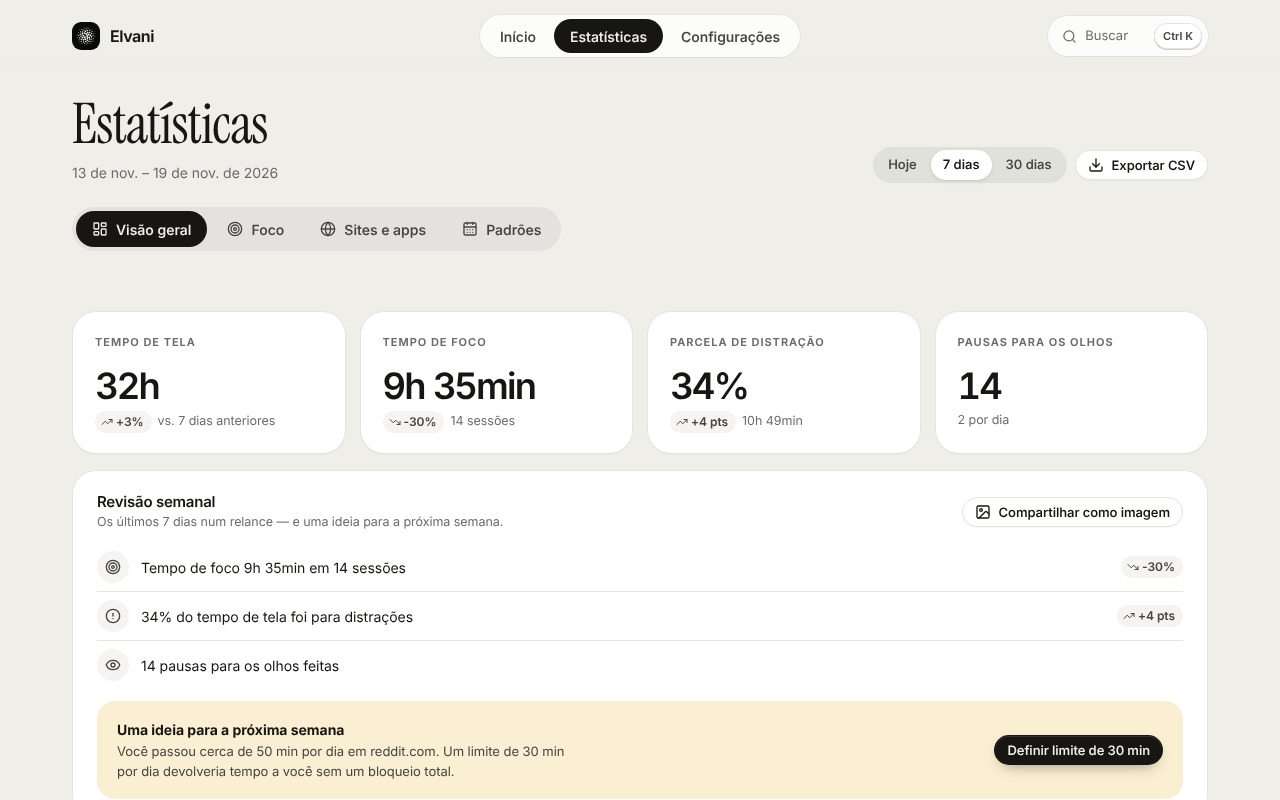 Elvani
Início
Estatísticas
Configurações
Buscar
Ctrl K
Estatísticas
13 de nov. – 19 de nov. de 2026
Hoje
7 dias
30 dias
Exportar CSV
Visão geral
Foco
Sites e apps
Padrões
TEMPO DE TELA
32h
+3% vs. 7 dias anteriores
TEMPO DE FOCO
9h 35min
-30% 14 sessões
PARCELA DE DISTRAÇÃO
34%
+4 pts 10h 49min
PAUSAS PARA OS OLHOS
14
2 por dia
Revisão semanal
Os últimos 7 dias num relance — e uma ideia para a próxima semana.
Compartilhar como imagem
Tempo de foco 9h 35min em 14 sessões
-30%
34% do tempo de tela foi para distrações
+4 pts
14 pausas para os olhos feitas
Uma ideia para a próxima semana
Você passou cerca de 50 min por dia em reddit.com. Um limite de 30 min
por dia devolveria tempo a você sem um bloqueio total.
Definir limite de 30 min